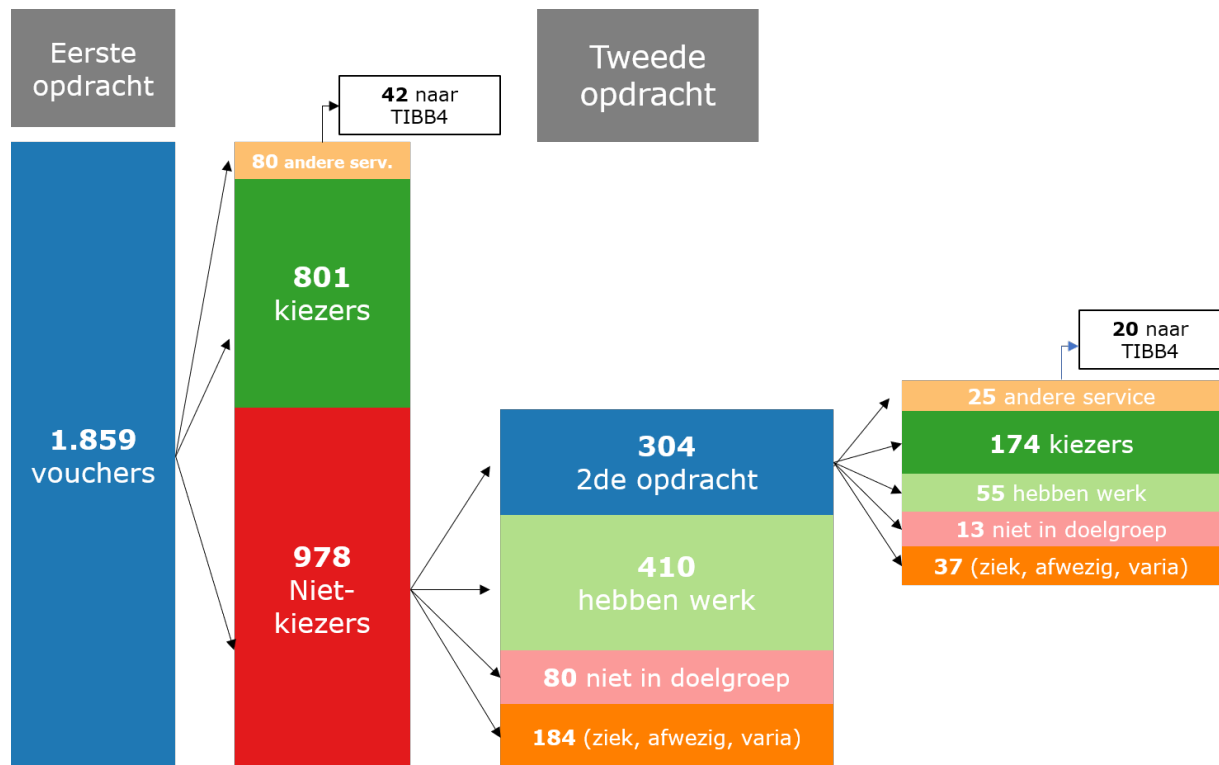 Eerste
opdracht
Tweede
opdracht
42 naar
TIBB4
80 andere serv.
801
kiezers
1.859
vouchers
978
Niet-
kiezers
304
2de opdracht
410
hebben werk
80 niet in doelgroep
184 (ziek, afwezig, varia)
20 naar
TIBB4
25 andere service
174 kiezers
55 hebben werk
13 niet in doelgroep
37 (ziek, afwezig, varia)